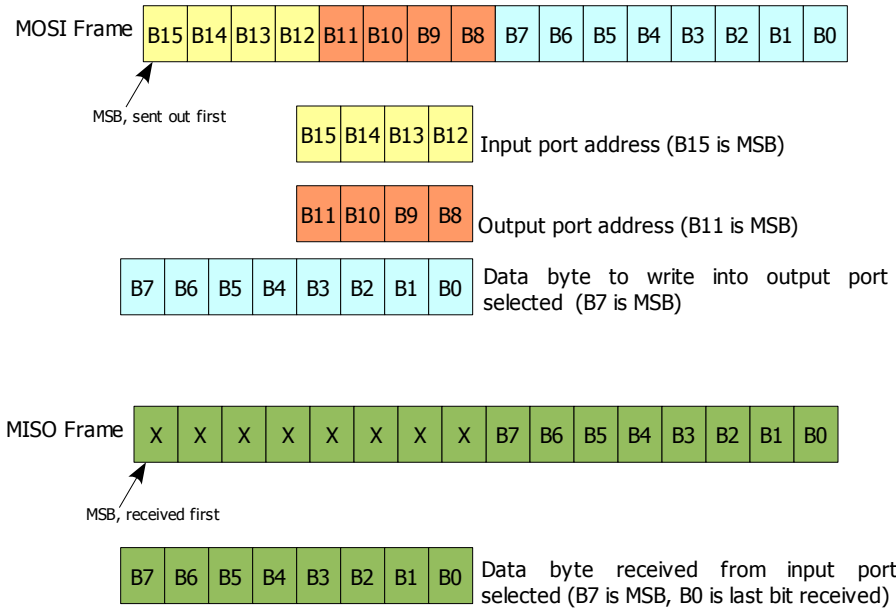 MOSI Frame B15 B14 B13 B12 B11 B10 B9 B8 B7 B6 B5 B4 B3 B2 B1 B0
MSB, sent out first
B15 B14 B13 B12 Input port address (B15 is MSB)
B11 B10 B9 B8 Output port address (B11 is MSB)
B7 B6 B5 B4 B3 B2 B1 B0 Data byte to write into output port
selected (B7 is MSB)
MISO Frame X X X X X X X X B7 B6 B5 B4 B3 B2 B1 B0
MSB, received first
B7 B6 B5 B4 B3 B2 B1 B0 Data byte received from input port
selected (B7 is MSB, B0 is last bit received)